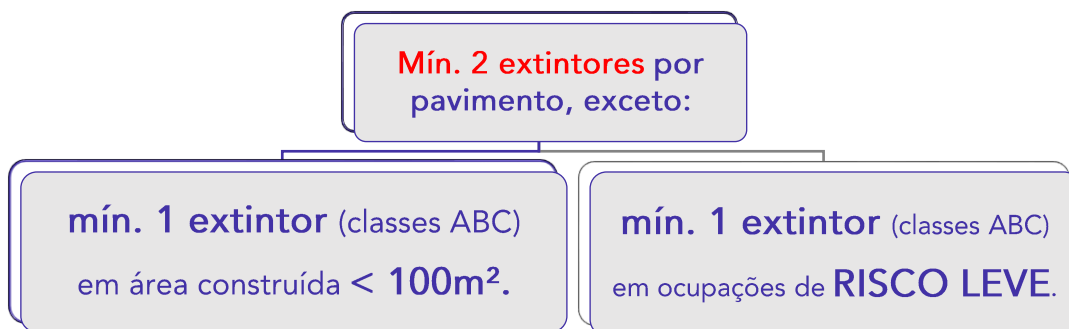 Mín. 2 extintores por
pavimento, exceto:
mín. 1 extintor (classes ABC)
em área construída < 100m².
mín. 1 extintor (classes ABC)
em ocupações de RISCO LEVE.